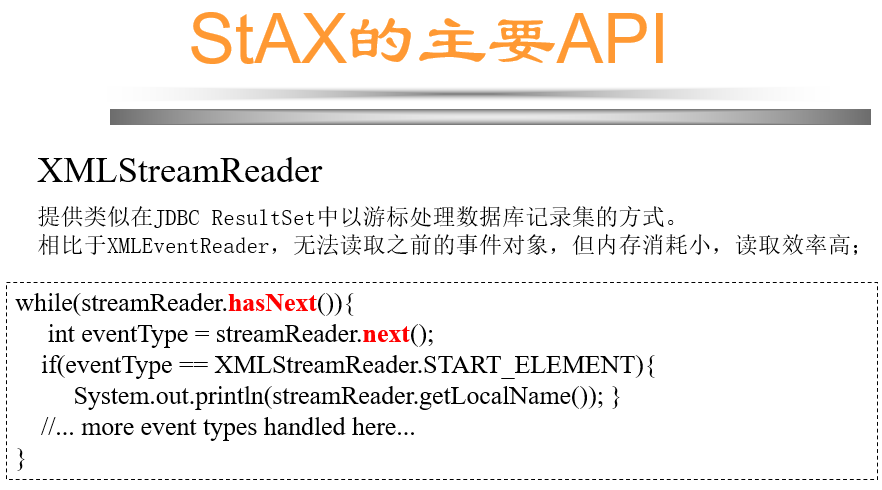 StAX的主要API
XMLStreamReader
提供类似在JDBC ResultSet中以游标处理数据库记录集的方式。
相比于XMLEventReader，无法读取之前的事件对象，但内存消耗小，读取效率高；
while(streamReader.hasNext()){
int eventType = streamReader.next();
if(eventType == XMLStreamReader.START_ELEMENT){
System.out.println(streamReader.getLocalName()); }
//... more event types handled here...
}